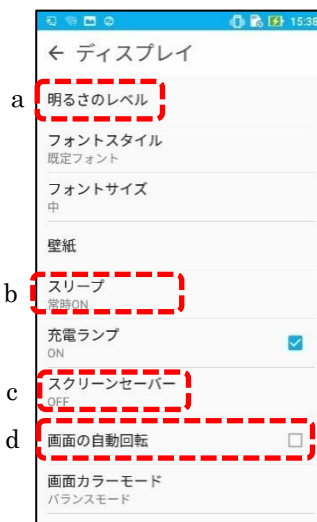 15:38
← ディスプレイ
a
明るさのレベル
フォントスタイル
既定フォント
フォントサイズ
中
壁紙
b
スリープ
常時ON
充電ランプ
ON
c
スクリーンセーバー
OFF
d
画面の自動回転
画面カラーモード
バランスモード